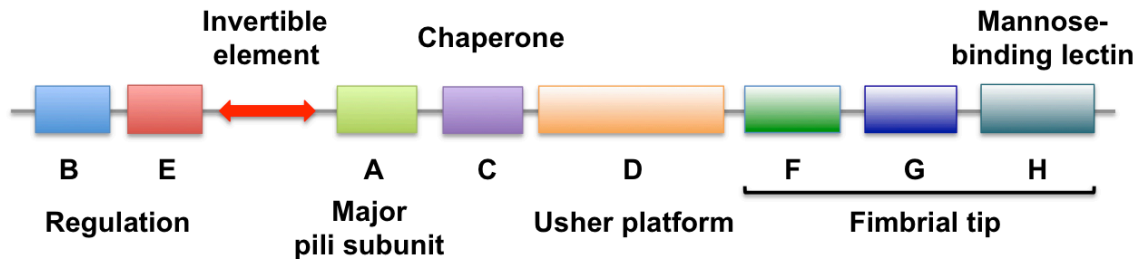 Invertible
element
Chaperone
Mannose-
binding lectin
B E A C D F G H
Regulation
Major
pili subunit
Usher platform
Fimbrial tip